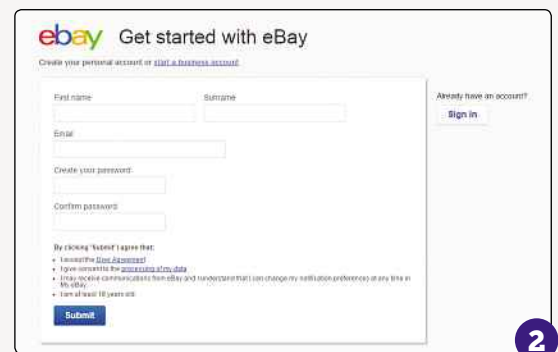 ebay Get started with eBay
Create your personal account or start a business account
Already have an account?
Sign in
First name Surname
Email
Create your password
Confirm password
By clicking "Submit" I agree that:
I accept the User Agreement
I give consent to the processing of my data
I may receive communications from eBay and I understand that I can change my notification preferences at any time in
My eBay
I am at least 18 years old
Submit
2